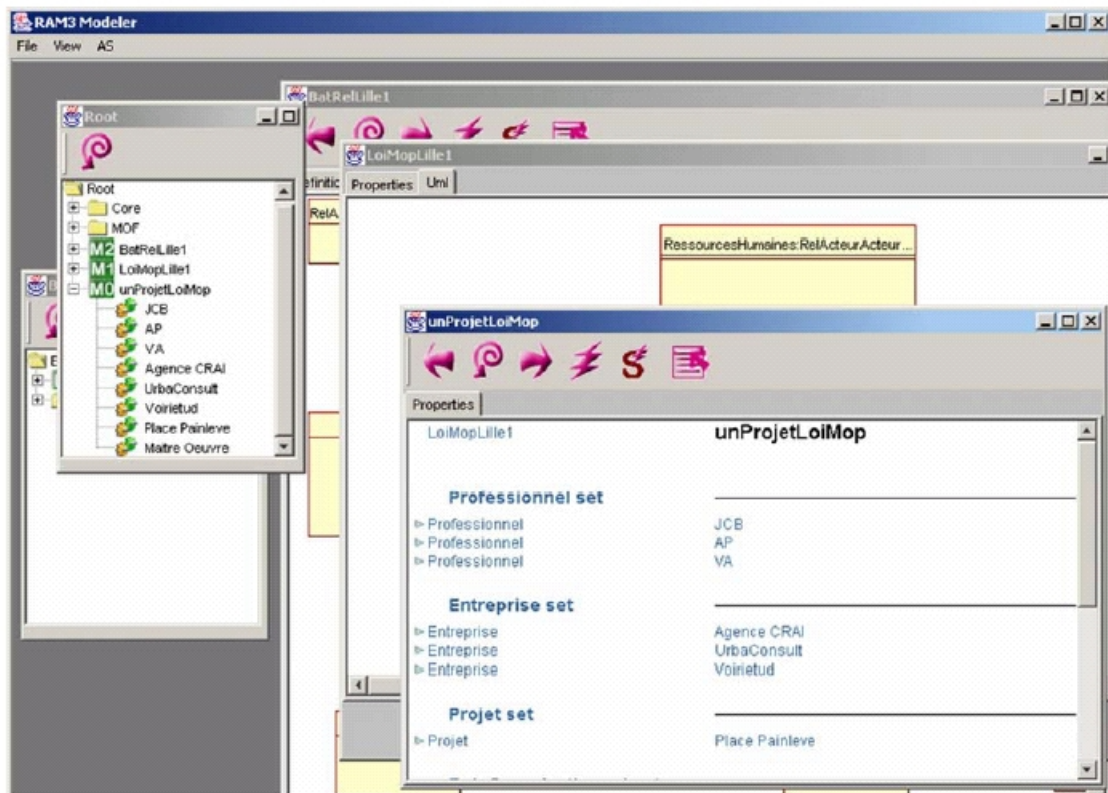 RAM3 Modeler
File View AS
BatRelLille1
Root
LoiMopLille1
Properties Uml
Root
Core
MOF
M2 BatRelLille1
M1 LoiMopLille1
M0 unProjetLoiMop
JCB
AP
VA
Agence CRAI
UrbaConsult
Voirietud
Place Painleve
Maitre Oeuvre
RelA
RessourcesHumaines:RelActeurActeur...
unProjetLoiMop
Properties
LoiMopLille1 unProjetLoiMop
Professionnel set
Professionnel JCB
Professionnel AP
Professionnel VA
Entreprise set
Entreprise Agence CRAI
Entreprise UrbaConsult
Entreprise Voirietud
Projet set
Projet Place Painleve